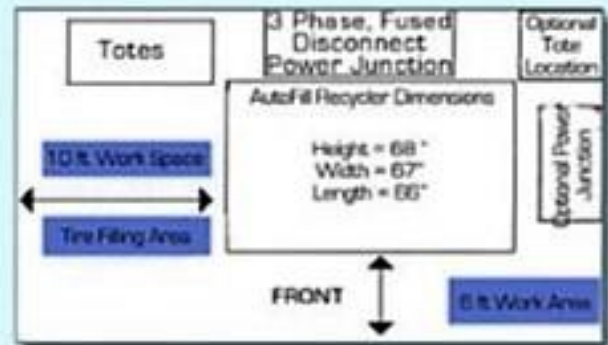 Totes
3 Phase, Fused
Disconnect
Power Junction
Optional
Tote
Location
AutoFill Recycler Dimensions
Height = 68"
Width = 67"
Length = 66"
10 ft. Work Space
Tire Filling Area
Optional Power
Junction
FRONT
6 ft. Work Area